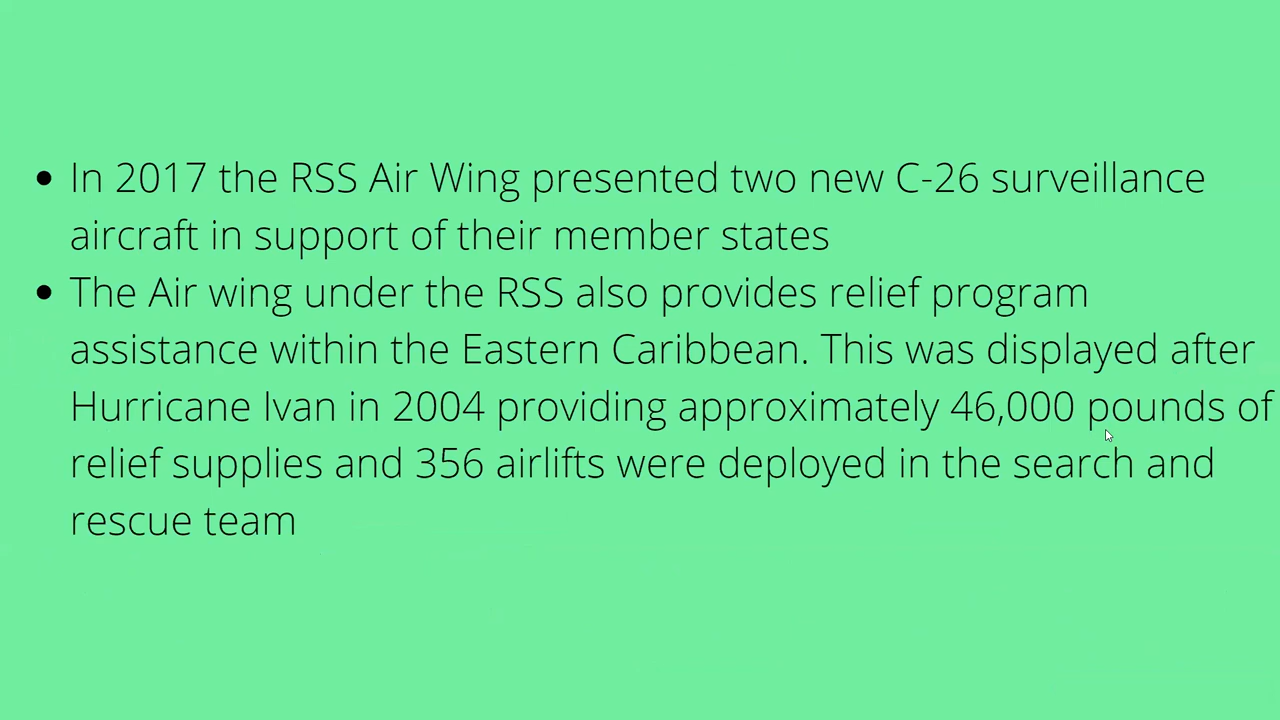 • In 2017 the RSS Air Wing presented two new C-26 surveillance
aircraft in support of their member states
• The Air wing under the RSS also provides relief program
assistance within the Eastern Caribbean. This was displayed after
Hurricane Ivan in 2004 providing approximately 46,000 pounds of
relief supplies and 356 airlifts were deployed in the search and
rescue team